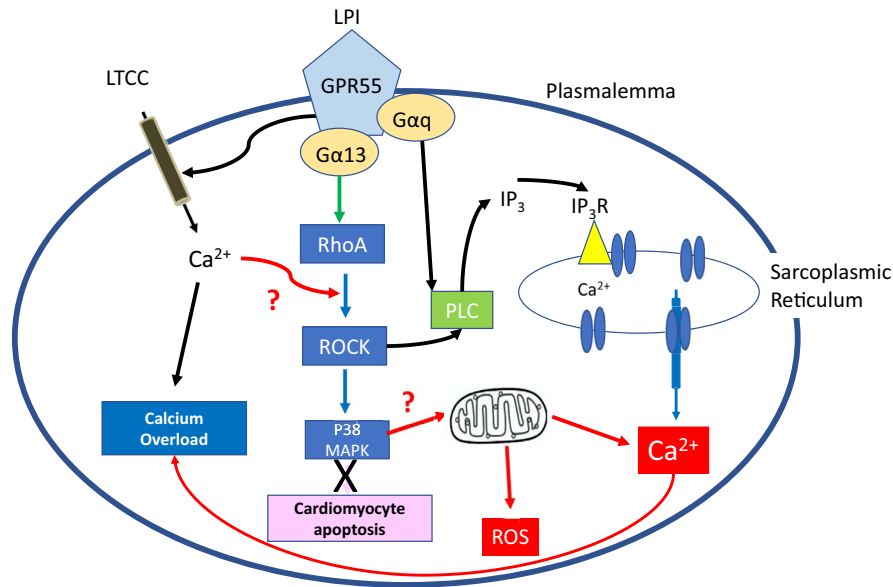 LPI
LTCC
GPR55
Plasmalemma
Gαq
Gα13
IP₃
IP₃R
RhoA
Ca²⁺
?
Ca²⁺
Sarcoplasmic
Reticulum
PLC
ROCK
?
Calcium
Overload
P38
MAPK
Ca²⁺
Cardiomyocyte
apoptosis
ROS